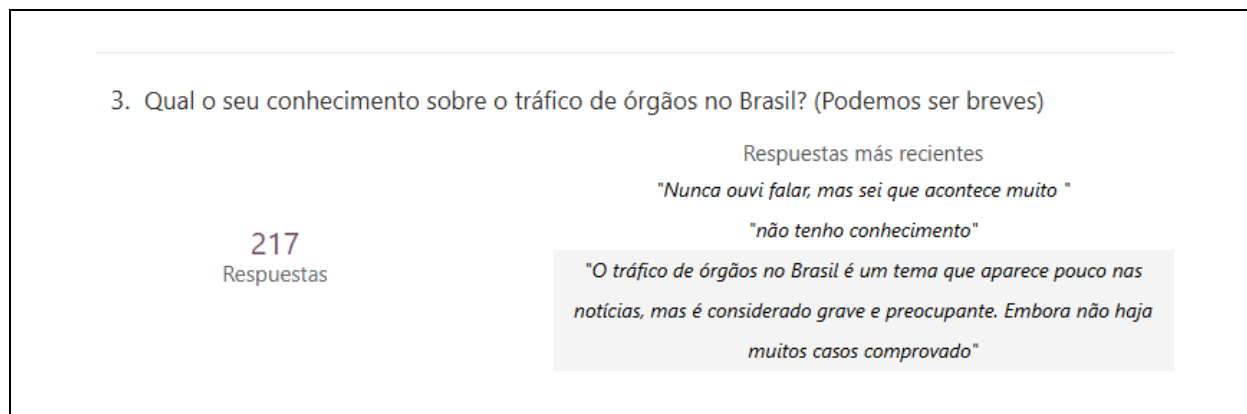 3. Qual o seu conhecimento sobre o tráfico de órgãos no Brasil? (Podemos ser breves)
217
Respuestas
Respuestas más recientes
"Nunca ouvi falar, mas sei que acontece muito "
"não tenho conhecimento"
"O tráfico de órgãos no Brasil é um tema que aparece pouco nas
notícias, mas é considerado grave e preocupante. Embora não haja
muitos casos comprovado"